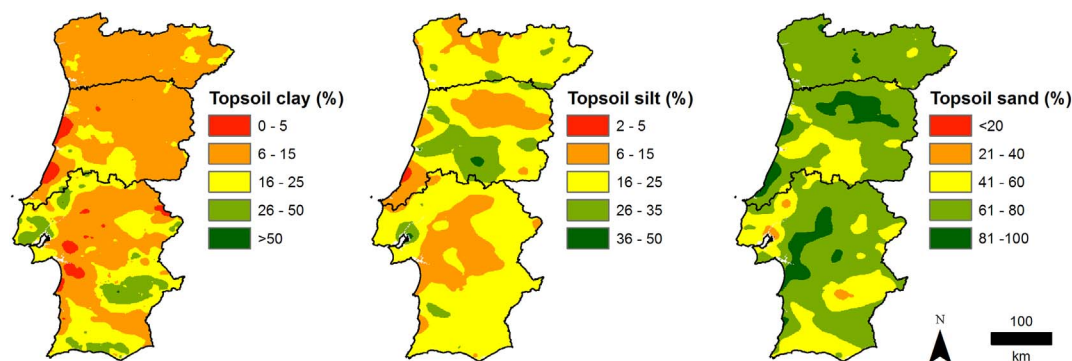 Topsoil clay (%)
0 - 5
6 - 15
16 - 25
26 - 50
>50
Topsoil silt (%)
2 - 5
6 - 15
16 - 25
26 - 35
36 - 50
Topsoil sand (%)
<20
21 - 40
41 - 60
61 - 80
81 -100
N
100
km